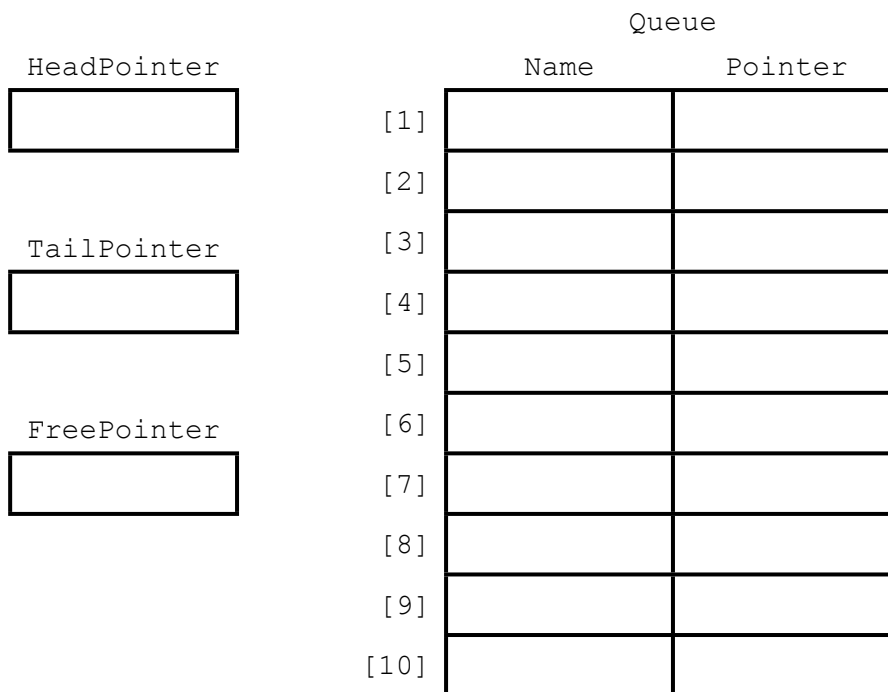 Queue
HeadPointer Name Pointer
[1]
[2]
TailPointer [3]
[4]
[5]
FreePointer [6]
[7]
[8]
[9]
[10]